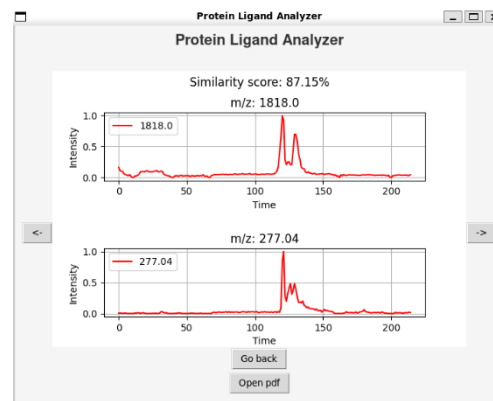 Protein Ligand Analyzer
Protein Ligand Analyzer
Similarity score: 87.15%
m/z: 1818.0
1818.0
Intensity
1.0
0.5
0.0
0 50 100 150 200
Time
<-
->
m/z: 277.04
277.04
Intensity
1.0
0.5
0.0
0 50 100 150 200
Time
Go back
Open pdf